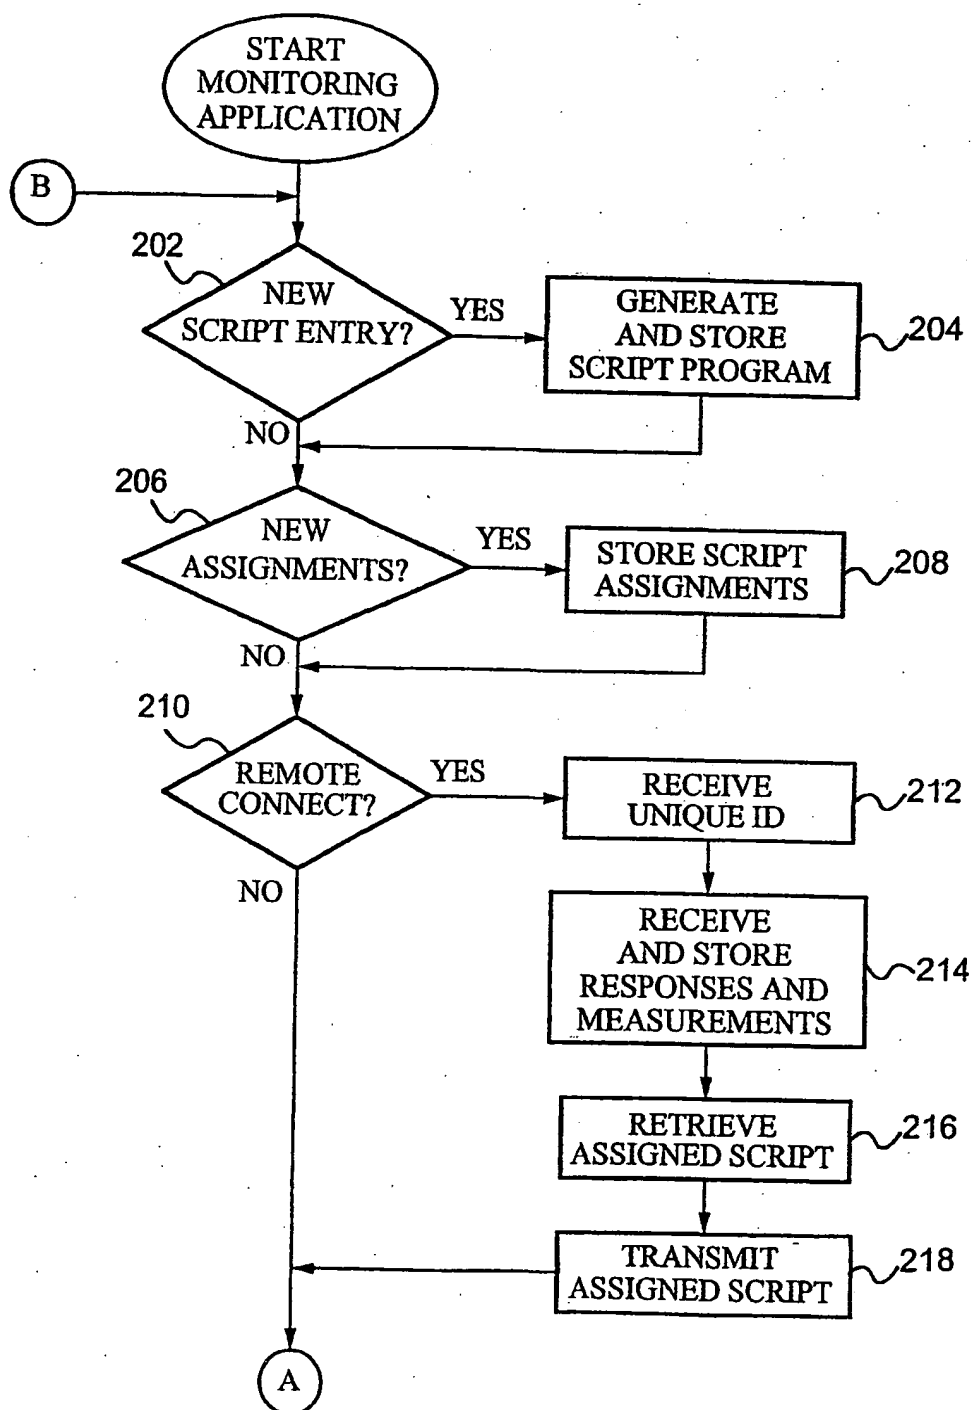 START
MONITORING
APPLICATION
B
202
NEW
SCRIPT ENTRY?
YES
GENERATE
AND STORE
SCRIPT PROGRAM
204
NO
206
NEW
ASSIGNMENTS?
YES
STORE SCRIPT
ASSIGNMENTS
208
NO
210
REMOTE
CONNECT?
YES
RECEIVE
UNIQUE ID
212
NO
RECEIVE
AND STORE
RESPONSES AND
MEASUREMENTS
214
RETRIEVE
ASSIGNED SCRIPT
216
TRANSMIT
ASSIGNED SCRIPT
218
A